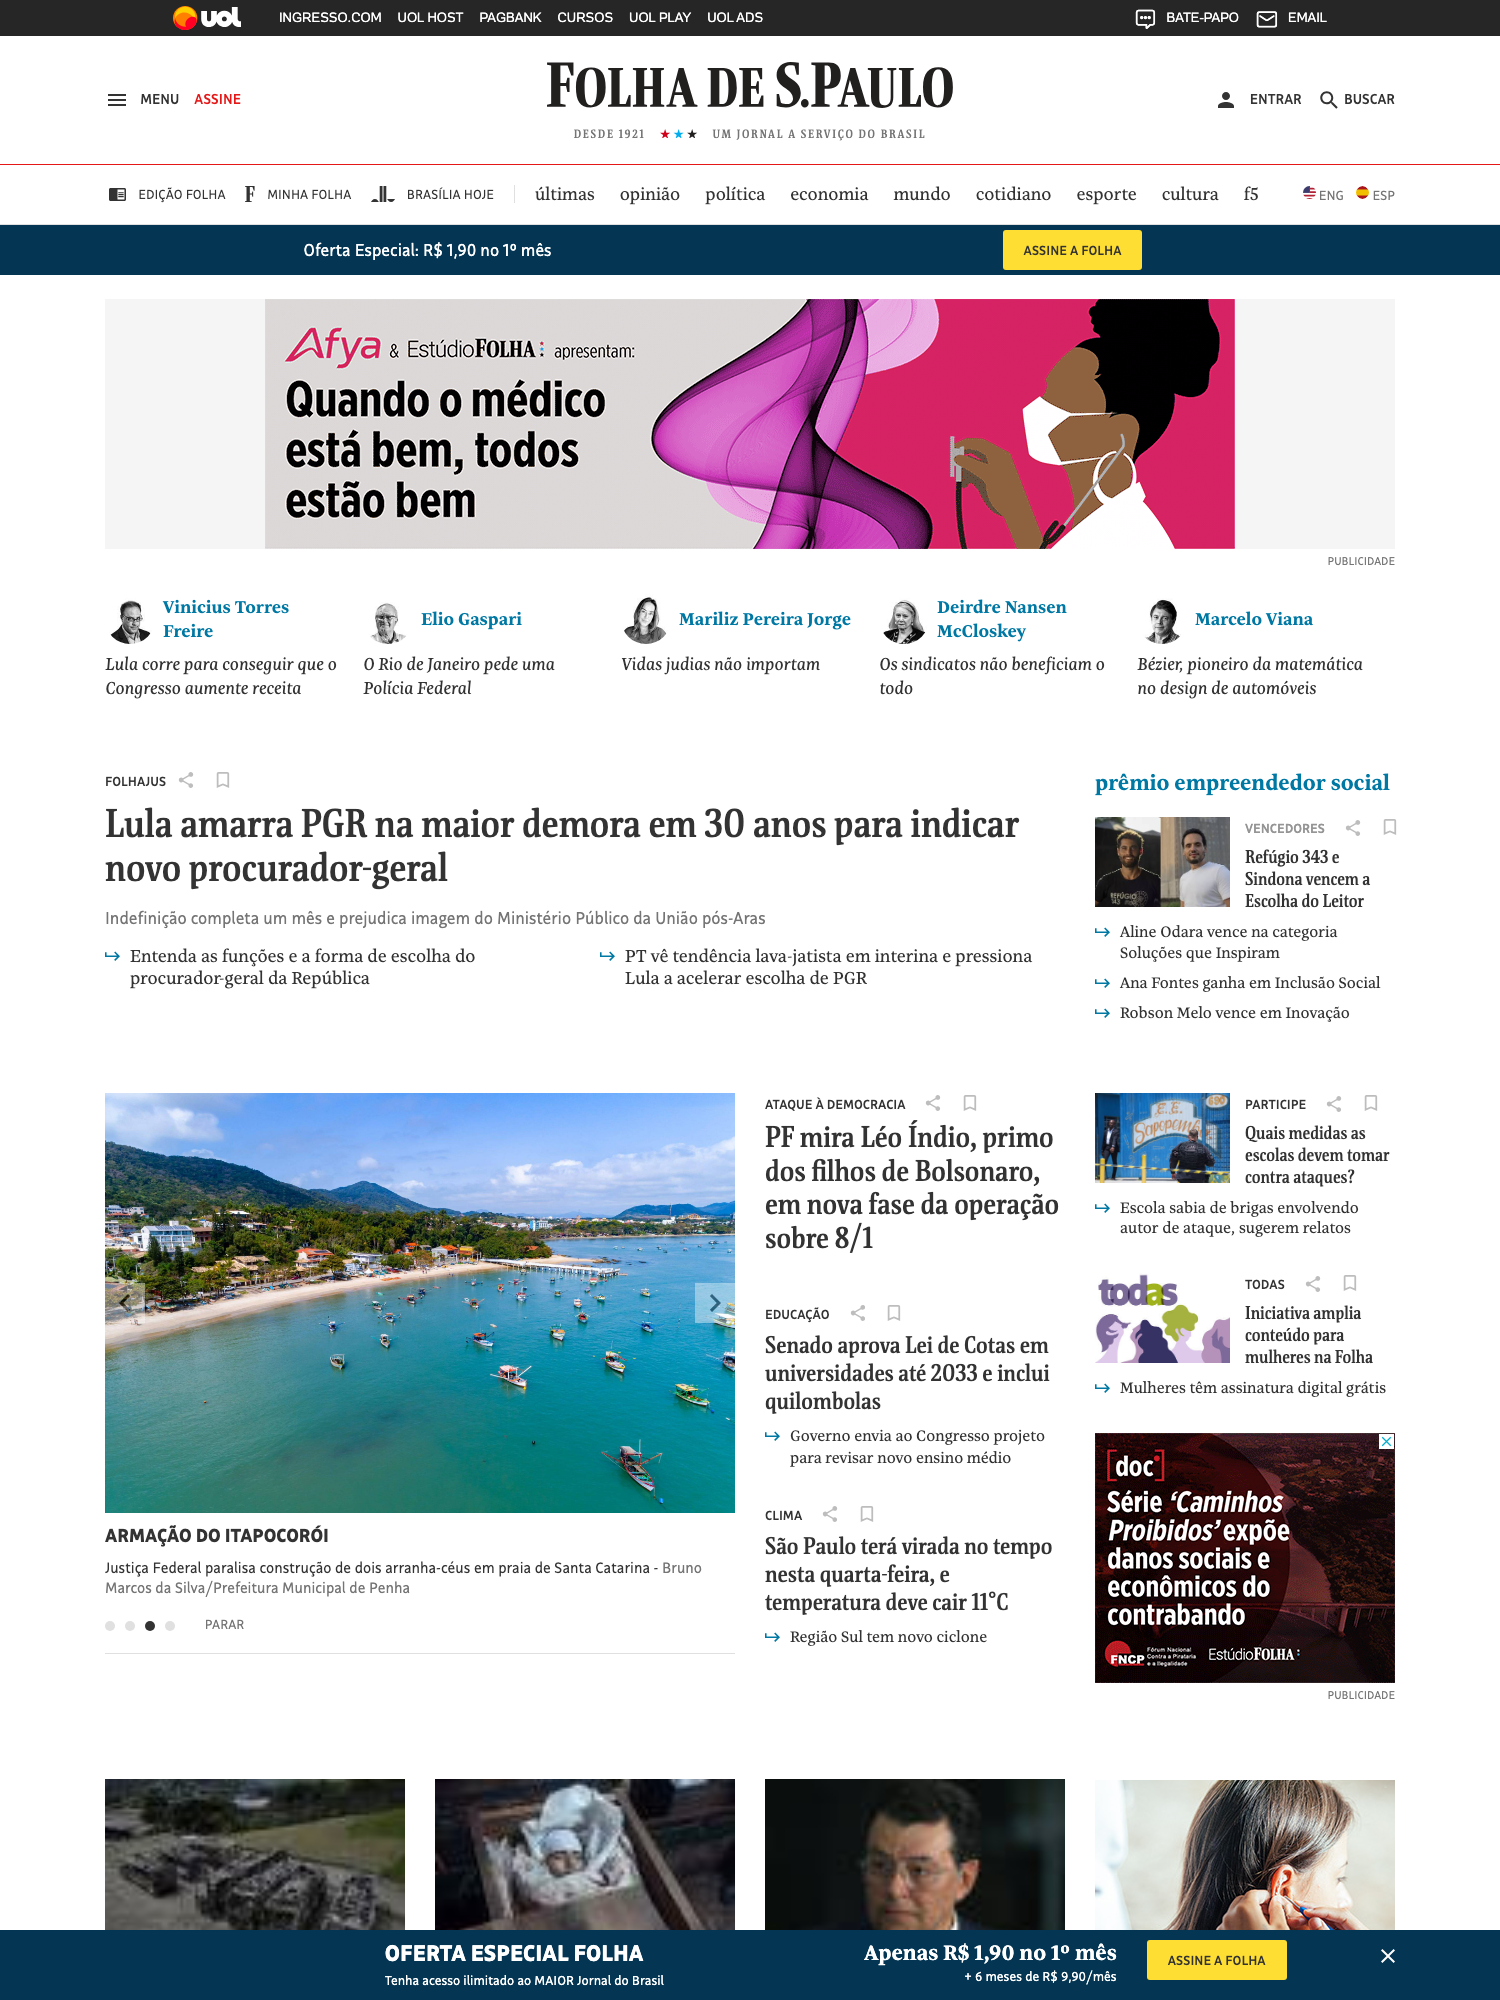 uol INGRESSO.COM UOL HOST PAGBANK CURSOS UOL PLAY UOL ADS BATE-PAPO EMAIL
MENU ASSINE
FOLHA DE S.PAULO
DESDE 1921 ★★★ UM JORNAL A SERVIÇO DO BRASIL
ENTRAR BUSCAR
EDIÇÃO FOLHA F MINHA FOLHA BRASÍLIA HOJE últimas opinião política economia mundo cotidiano esporte cultura f5 ENG ESP
Oferta Especial: R$ 1,90 no 1º mês ASSINE A FOLHA
Afya & EstúdioFOLHA: apresentam:
Quando o médico
está bem, todos
estão bem
PUBLICIDADE
Vinicius Torres
Freire
Lula corre para conseguir que o
Congresso aumente receita
Elio Gaspari
O Rio de Janeiro pede uma
Polícia Federal
Mariliz Pereira Jorge
Vidas judias não importam
Deirdre Nansen
McCloskey
Os sindicatos não beneficiam o
todo
Marcelo Viana
Bézier, pioneiro da matemática
no design de automóveis
FOLHAJUS
Lula amarra PGR na maior demora em 30 anos para indicar
novo procurador-geral
Indefinição completa um mês e prejudica imagem do Ministério Público da União pós-Aras
Entenda as funções e a forma de escolha do
procurador-geral da República
PT vê tendência lava-jatista em interina e pressiona
Lula a acelerar escolha de PGR
prêmio empreendedor social
REFÚGIO
343
VENCEDORES
Refúgio 343 e
Sindona vencem a
Escolha do Leitor
Aline Odara vence na categoria
Soluções que Inspiram
Ana Fontes ganha em Inclusão Social
Robson Melo vence em Inovação
ARMAÇÃO DO ITAPOCORÓI
Justiça Federal paralisa construção de dois arranha-céus em praia de Santa Catarina - Bruno
Marcos da Silva/Prefeitura Municipal de Penha
PARAR
ATAQUE À DEMOCRACIA
PF mira Léo Índio, primo
dos filhos de Bolsonaro,
em nova fase da operação
sobre 8/1
EDUCAÇÃO
Senado aprova Lei de Cotas em
universidades até 2033 e inclui
quilombolas
Governo envia ao Congresso projeto
para revisar novo ensino médio
CLIMA
São Paulo terá virada no tempo
nesta quarta-feira, e
temperatura deve cair 11°C
Região Sul tem novo ciclone
E.E.
Sapopemba
PARTICIPE
Quais medidas as
escolas devem tomar
contra ataques?
Escola sabia de brigas envolvendo
autor de ataque, sugerem relatos
todas
TODAS
Iniciativa amplia
conteúdo para
mulheres na Folha
Mulheres têm assinatura digital grátis
[doc]
Série ‘Caminhos
Proibidos’ expõe
danos sociais e
econômicos do
contrabando
FNCP
Fórum Nacional
Contra a Pirataria
e a Ilegalidade
EstúdioFOLHA:
PUBLICIDADE
OFERTA ESPECIAL FOLHA
Tenha acesso ilimitado ao MAIOR Jornal do Brasil
Apenas R$ 1,90 no 1º mês
+ 6 meses de R$ 9,90/mês
ASSINE A FOLHA